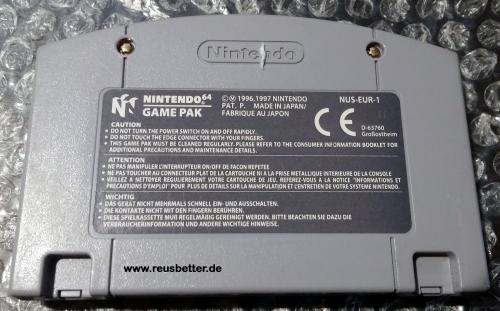 Nintendo
NINTENDO 64
GAME PAK
© Ⓜ 1996,1997 NINTENDO
PAT. P. MADE IN JAPAN/
FABRIQUE AU JAPON
NUS-EUR-1
CE
D-63760
Großostheim
CAUTION
• DO NOT TURN THE POWER SWITCH ON AND OFF RAPIDLY.
• DO NOT TOUCH THE EDGE CONNECTOR WITH YOUR FINGERS.
• THIS GAME PAK MUST BE CLEANED REGULARLY. PLEASE REFER TO THE CONSUMER INFORMATION BOOKLET FOR
ADDITIONAL PRECAUTIONS AND MAINTENANCE.
ATTENTION
• NE PAS MANIPULER L'INTERRUPTEUR ON/OFF DE FACON REPETEE
• NE PAS TOUCHER AU CONNECTEUR PLAT DE LA CARTOUCHE NI A LA PRISE METALLIQUE INTERIEURE DE LA CONSOLE
• VEILLEZ A NETTOYER REGULIEREMENT VOTRE CARTOUCHE DE JEU. REFEREZ-VOUS A LA NOTICE "INFORMATIONS ET
PRECAUTIONS D'EMPLOI" POUR PLUS DE DETAILS SUR LA MANIPULATION ET L'ENTRETIEN DE VOTRE SYSTEME NINTENDO.
WICHTIG
• DAS GERÄT NICHT MEHRMALS SCHNELL EIN- UND AUSSCHALTEN.
• DIE KONTAKTE NICHT MIT DEN FINGERN BERÜHREN.
• DIESE SPIELKASSETTE MUß REGELMÄßIG GEREINIGT WERDEN. BITTE BEACHTEN SIE DAZU DIE
VERBRAUCHERINFORMATION UND ANDERE WICHTIGE HINWEISE.
www.reusbetter.de